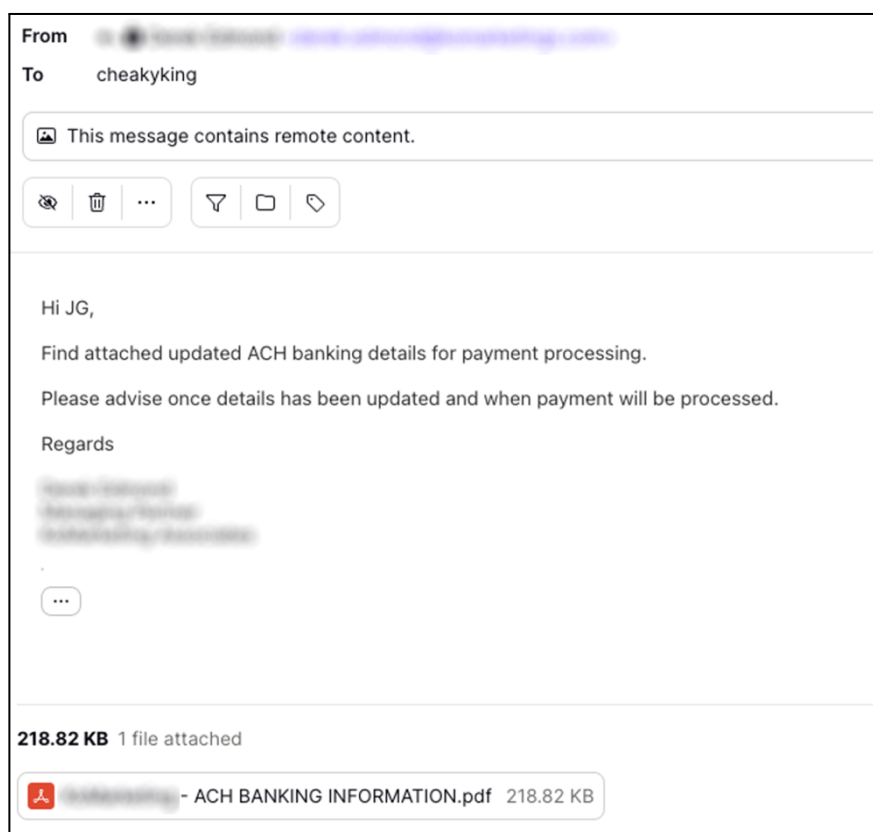 From
To cheakyking
This message contains remote content.
Hi JG,
Find attached updated ACH banking details for payment processing.
Please advise once details has been updated and when payment will be processed.
Regards
218.82 KB 1 file attached
- ACH BANKING INFORMATION.pdf 218.82 KB